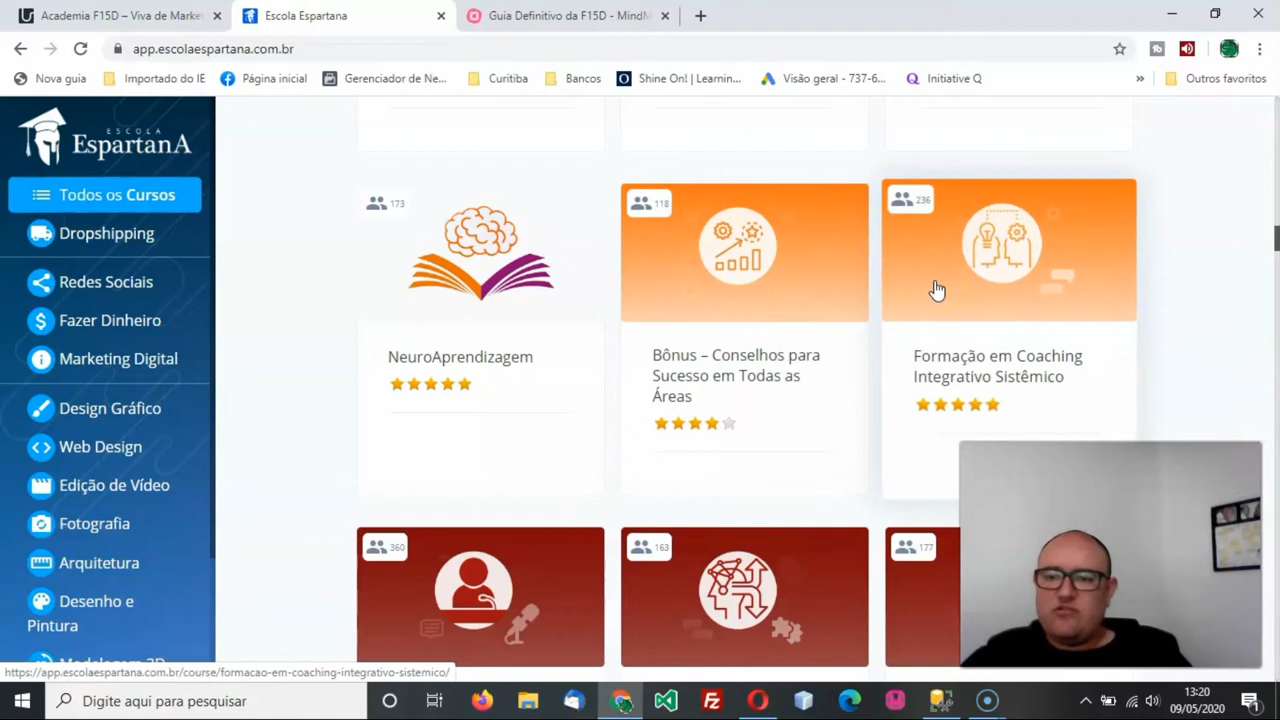 Academia F15D – Viva de Market
Escola Espartana
Guia Definitivo da F15D - MindM
app.escolaespartana.com.br
Nova guia
Importado do IE
Página inicial
Gerenciador de Ne...
Curitiba
Bancos
Shine On! | Learnin...
Visão geral - 737-6...
Initiative Q
»
Outros favoritos
ESCOLA
EspartanA
Todos os Cursos
Dropshipping
Redes Sociais
Fazer Dinheiro
Marketing Digital
Design Gráfico
Web Design
Edição de Vídeo
Fotografia
Arquitetura
Desenho e
Pintura
Modelagem 3D
173
118
236
NeuroAprendizagem
Bônus – Conselhos para
Sucesso em Todas as
Áreas
Formação em Coaching
Integrativo Sistêmico
360
163
177
https://app.escolaespartana.com.br/course/formacao-em-coaching-integrativo-sistemico/
Digite aqui para pesquisar
13:20
09/05/2020
1